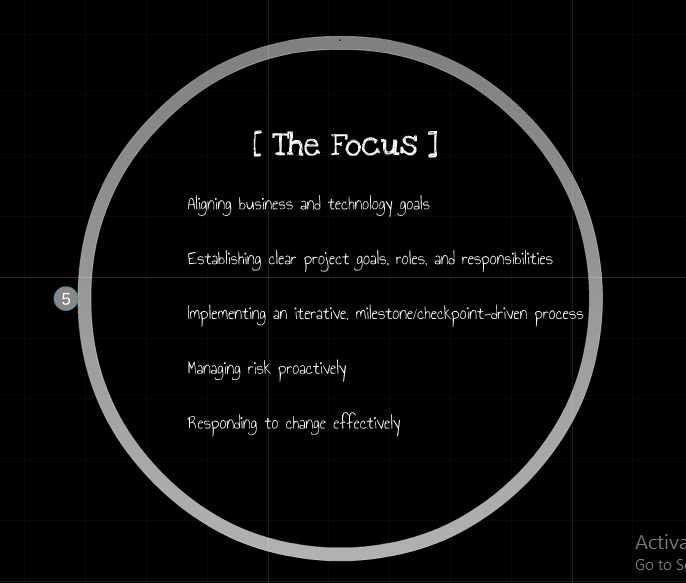 [ The Focus ]
Aligning business and technology goals
Establishing clear project goals, roles, and responsibilities
5
Implementing an iterative, milestone/checkpoint-driven process
Managing risk proactively
Responding to change effectively
Activa
Go to Se